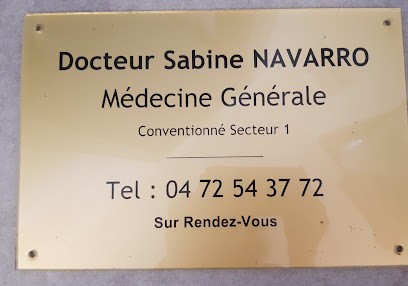 Docteur Sabine NAVARRO
Médecine Générale
Conventionné Secteur 1
Tel : 04 72 54 37 72
Sur Rendez-Vous